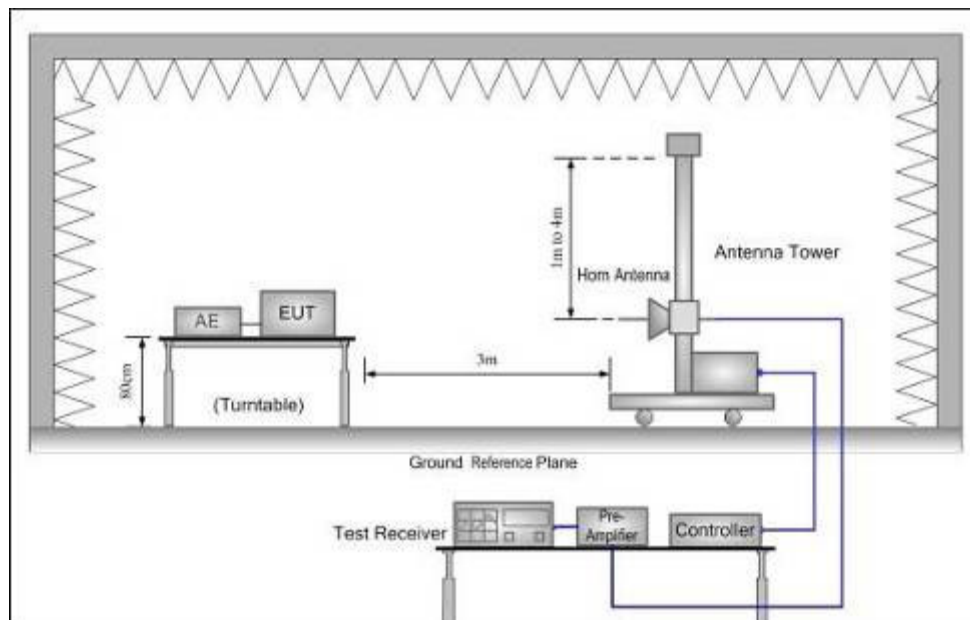 1m to 4m
Antenna Tower
Horn Antenna
AE
EUT
3m
80cm
(Turntable)
Ground Reference Plane
Test Receiver
Pre-
Amplifier
Controller